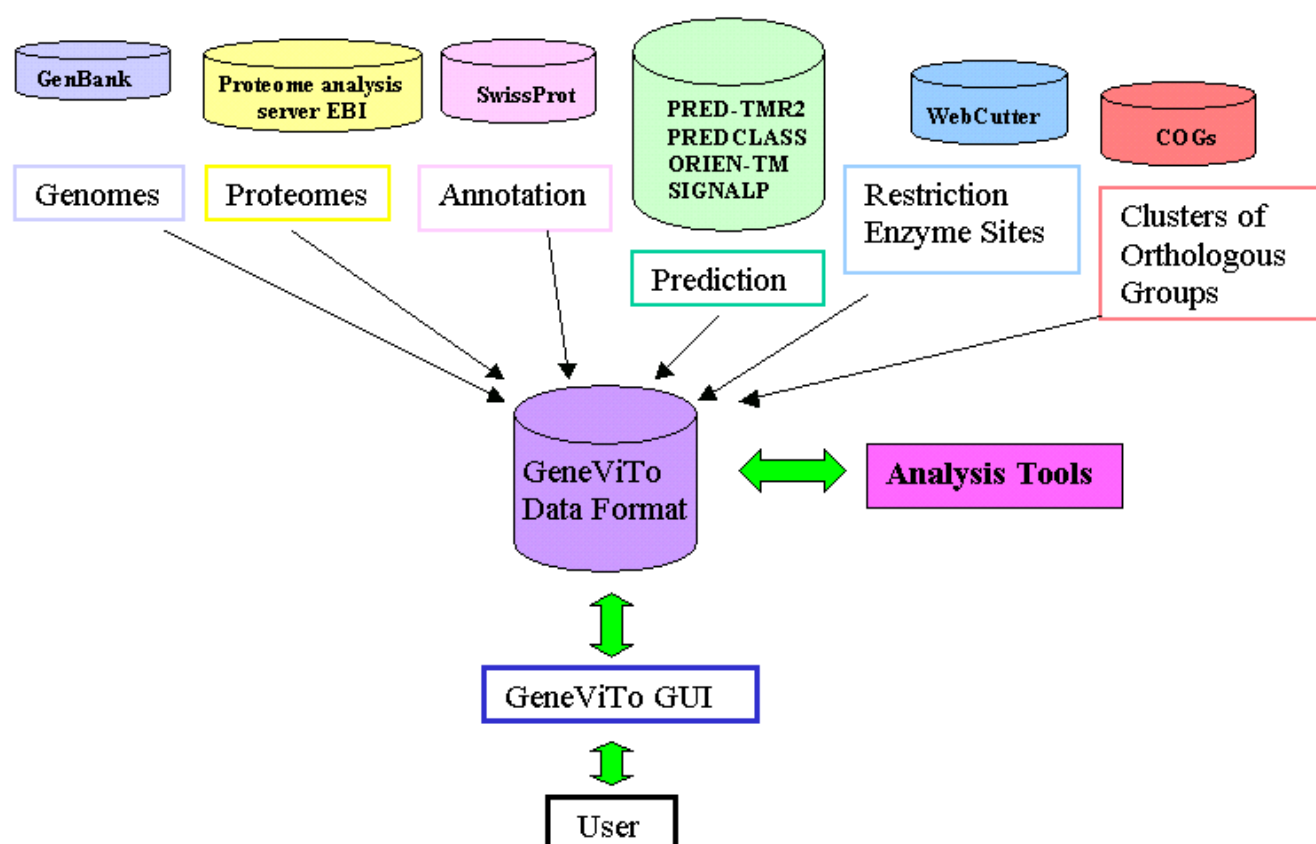 GenBank
Proteome analysis
server EBI
SwissProt
PRED-TMR2
PREDCLASS
ORIEN-TM
SIGNALP
WebCutter
COGs
Genomes
Proteomes
Annotation
Prediction
Restriction
Enzyme Sites
Clusters of
Orthologous
Groups
GeneViTo
Data Format
Analysis Tools
GeneViTo GUI
User